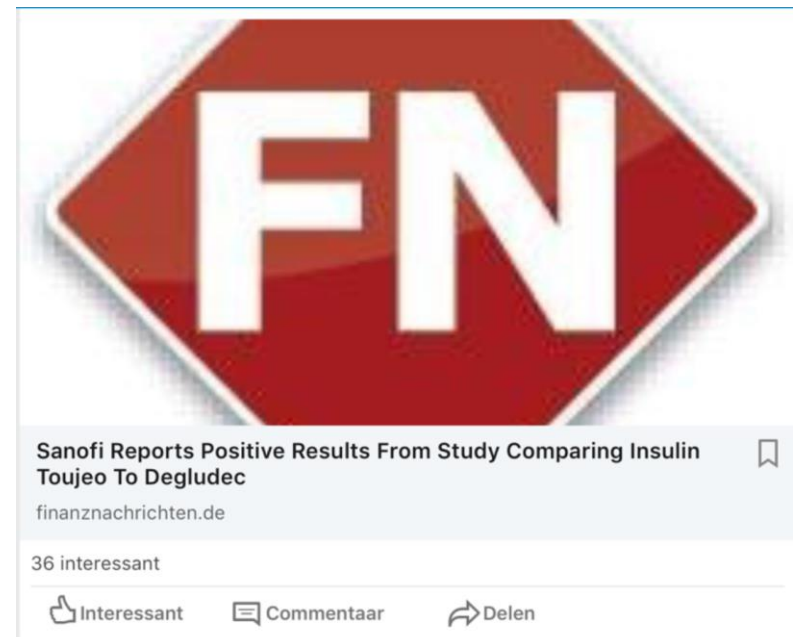 FN
Sanofi Reports Positive Results From Study Comparing Insulin
Toujeo To Degludec
finanznachrichten.de
36 interessant
Interessant Commentaar Delen